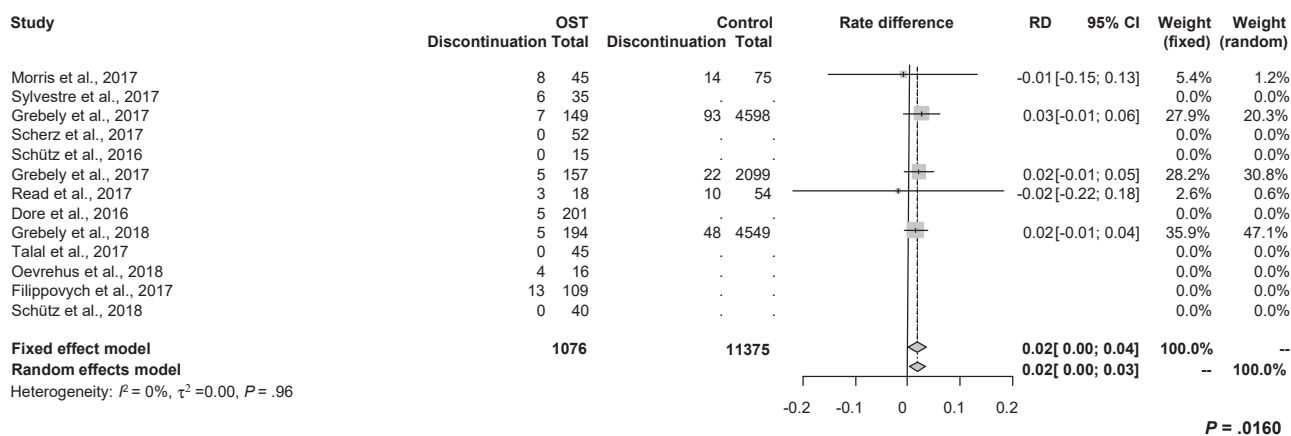 Study OST Control Rate difference RD 95% CI Weight Weight
Discontinuation Total Discontinuation Total (fixed) (random)
Morris et al., 2017 8 45 14 75 -0.01 [-0.15; 0.13] 5.4% 1.2%
Sylvestre et al., 2017 6 35 . . 0.0% 0.0%
Grebely et al., 2017 7 149 93 4598 0.03 [-0.01; 0.06] 27.9% 20.3%
Scherz et al., 2017 0 52 . . 0.0% 0.0%
Schütz et al., 2016 0 15 . . 0.0% 0.0%
Grebely et al., 2017 5 157 22 2099 0.02 [-0.01; 0.05] 28.2% 30.8%
Read et al., 2017 3 18 10 54 -0.02 [-0.22; 0.18] 2.6% 0.6%
Dore et al., 2016 5 201 . . 0.0% 0.0%
Grebely et al., 2018 5 194 48 4549 0.02 [-0.01; 0.04] 35.9% 47.1%
Talal et al., 2017 0 45 . . 0.0% 0.0%
Oevrehus et al., 2018 4 16 . . 0.0% 0.0%
Filippovych et al., 2017 13 109 . . 0.0% 0.0%
Schütz et al., 2018 0 40 . . 0.0% 0.0%
Fixed effect model 1076 11375 0.02[ 0.00; 0.04] 100.0% --
Random effects model 0.02[ 0.00; 0.03] -- 100.0%
Heterogeneity: I² = 0%, τ² =0.00, P = .96
-0.2 -0.1 0 0.1 0.2
P = .0160